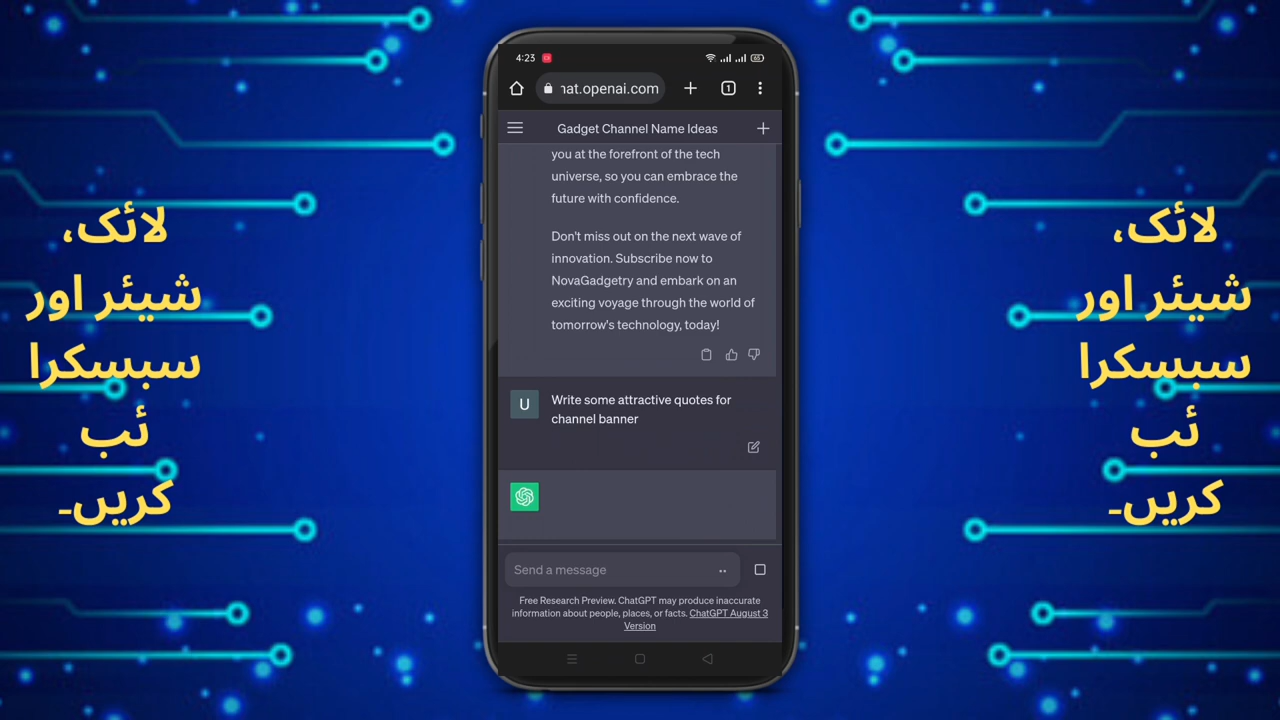 لائک،
شیئر اور
سبسکرا
ئب
کریں۔
4:23
nat.openai.com
1
Gadget Channel Name Ideas
you at the forefront of the tech
universe, so you can embrace the
future with confidence.
Don't miss out on the next wave of
innovation. Subscribe now to
NovaGadgetry and embark on an
exciting voyage through the world of
tomorrow's technology, today!
U
Write some attractive quotes for
channel banner
Send a message
Free Research Preview. ChatGPT may produce inaccurate
information about people, places, or facts. ChatGPT August 3
Version
لائک،
شیئر اور
سبسکرا
ئب
کریں۔